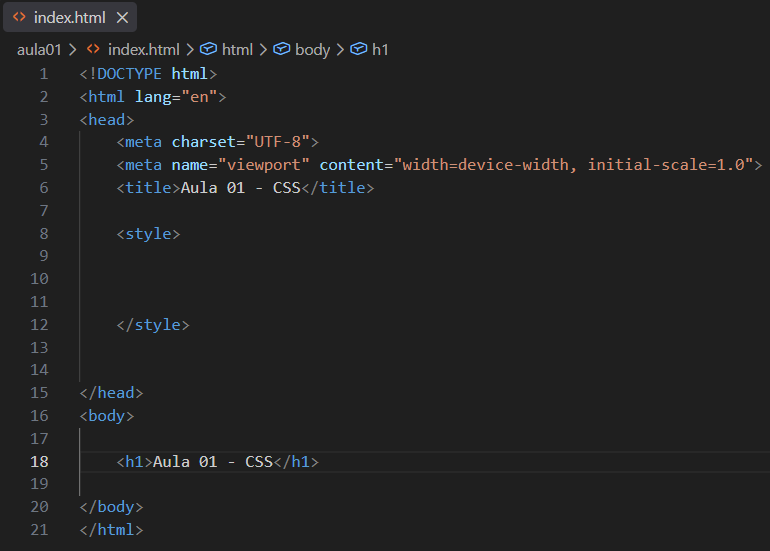 index.html
aula01 > index.html > html > body > h1
1 <!DOCTYPE html>
2 <html lang="en">
3 <head>
4     <meta charset="UTF-8">
5     <meta name="viewport" content="width=device-width, initial-scale=1.0">
6     <title>Aula 01 - CSS</title>
7
8     <style>
9
10
11
12     </style>
13
14
15 </head>
16 <body>
17
18     <h1>Aula 01 - CSS</h1>
19
20 </body>
21 </html>